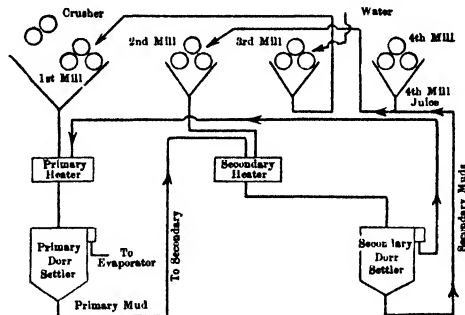 Crusher
Water
2nd Mill
3rd Mill
4th Mill
1st Mill
4th Mill
Juice
Primary
Heater
Secondary
Heater
Primary
Dorr
Settler
To
Evaporator
To Secondary
Secondary
Dorr
Settler
Secondary Muds
Primary Mud